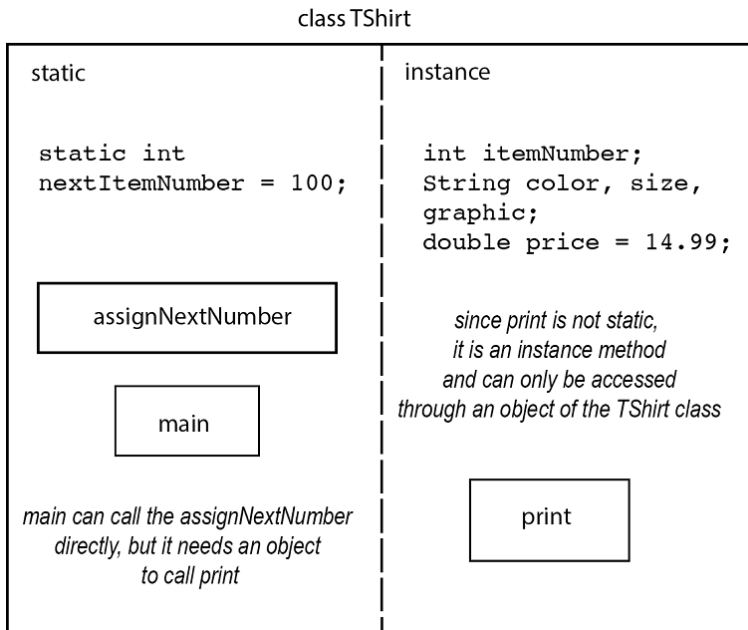 class TShirt
static
static int
nextItemNumber = 100;
assignNextNumber
main
main can call the assignNextNumber
directly, but it needs an object
to call print
instance
int itemNumber;
String color, size,
graphic;
double price = 14.99;
since print is not static,
it is an instance method
and can only be accessed
through an object of the TShirt class
print